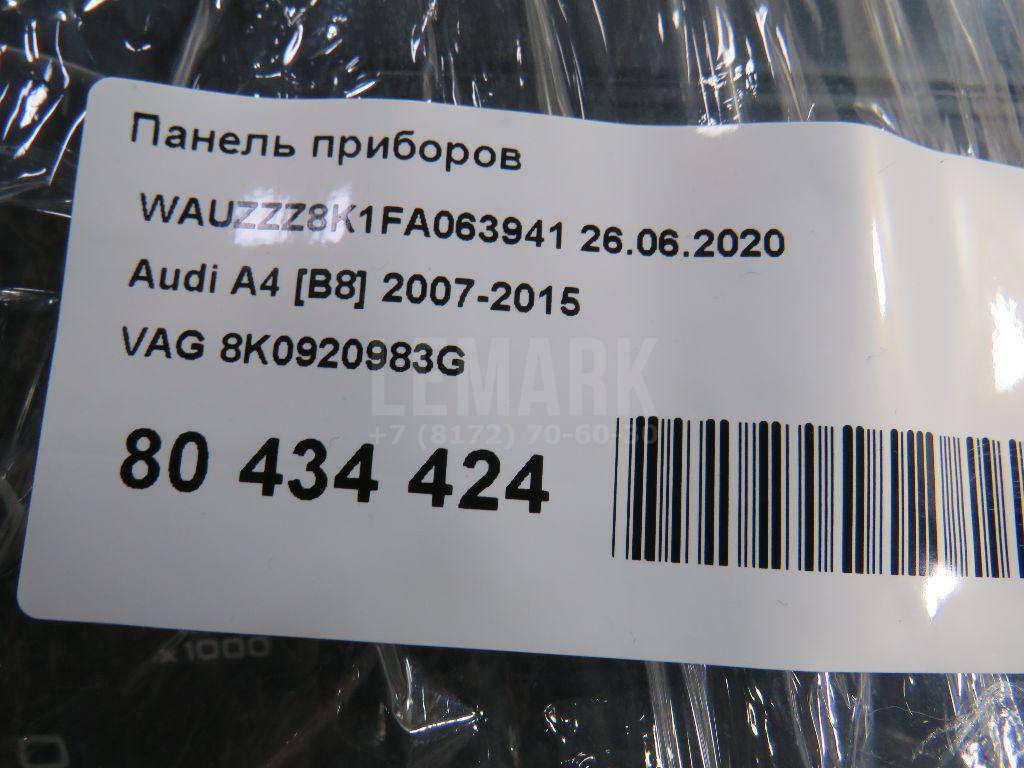 Панель приборов
WAUZZZ8K1FA063941 26.06.2020
Audi A4 [B8] 2007-2015
VAG 8K0920983G
LEMARK
+7 (8172) 70-60-80
80 434 424
x1000